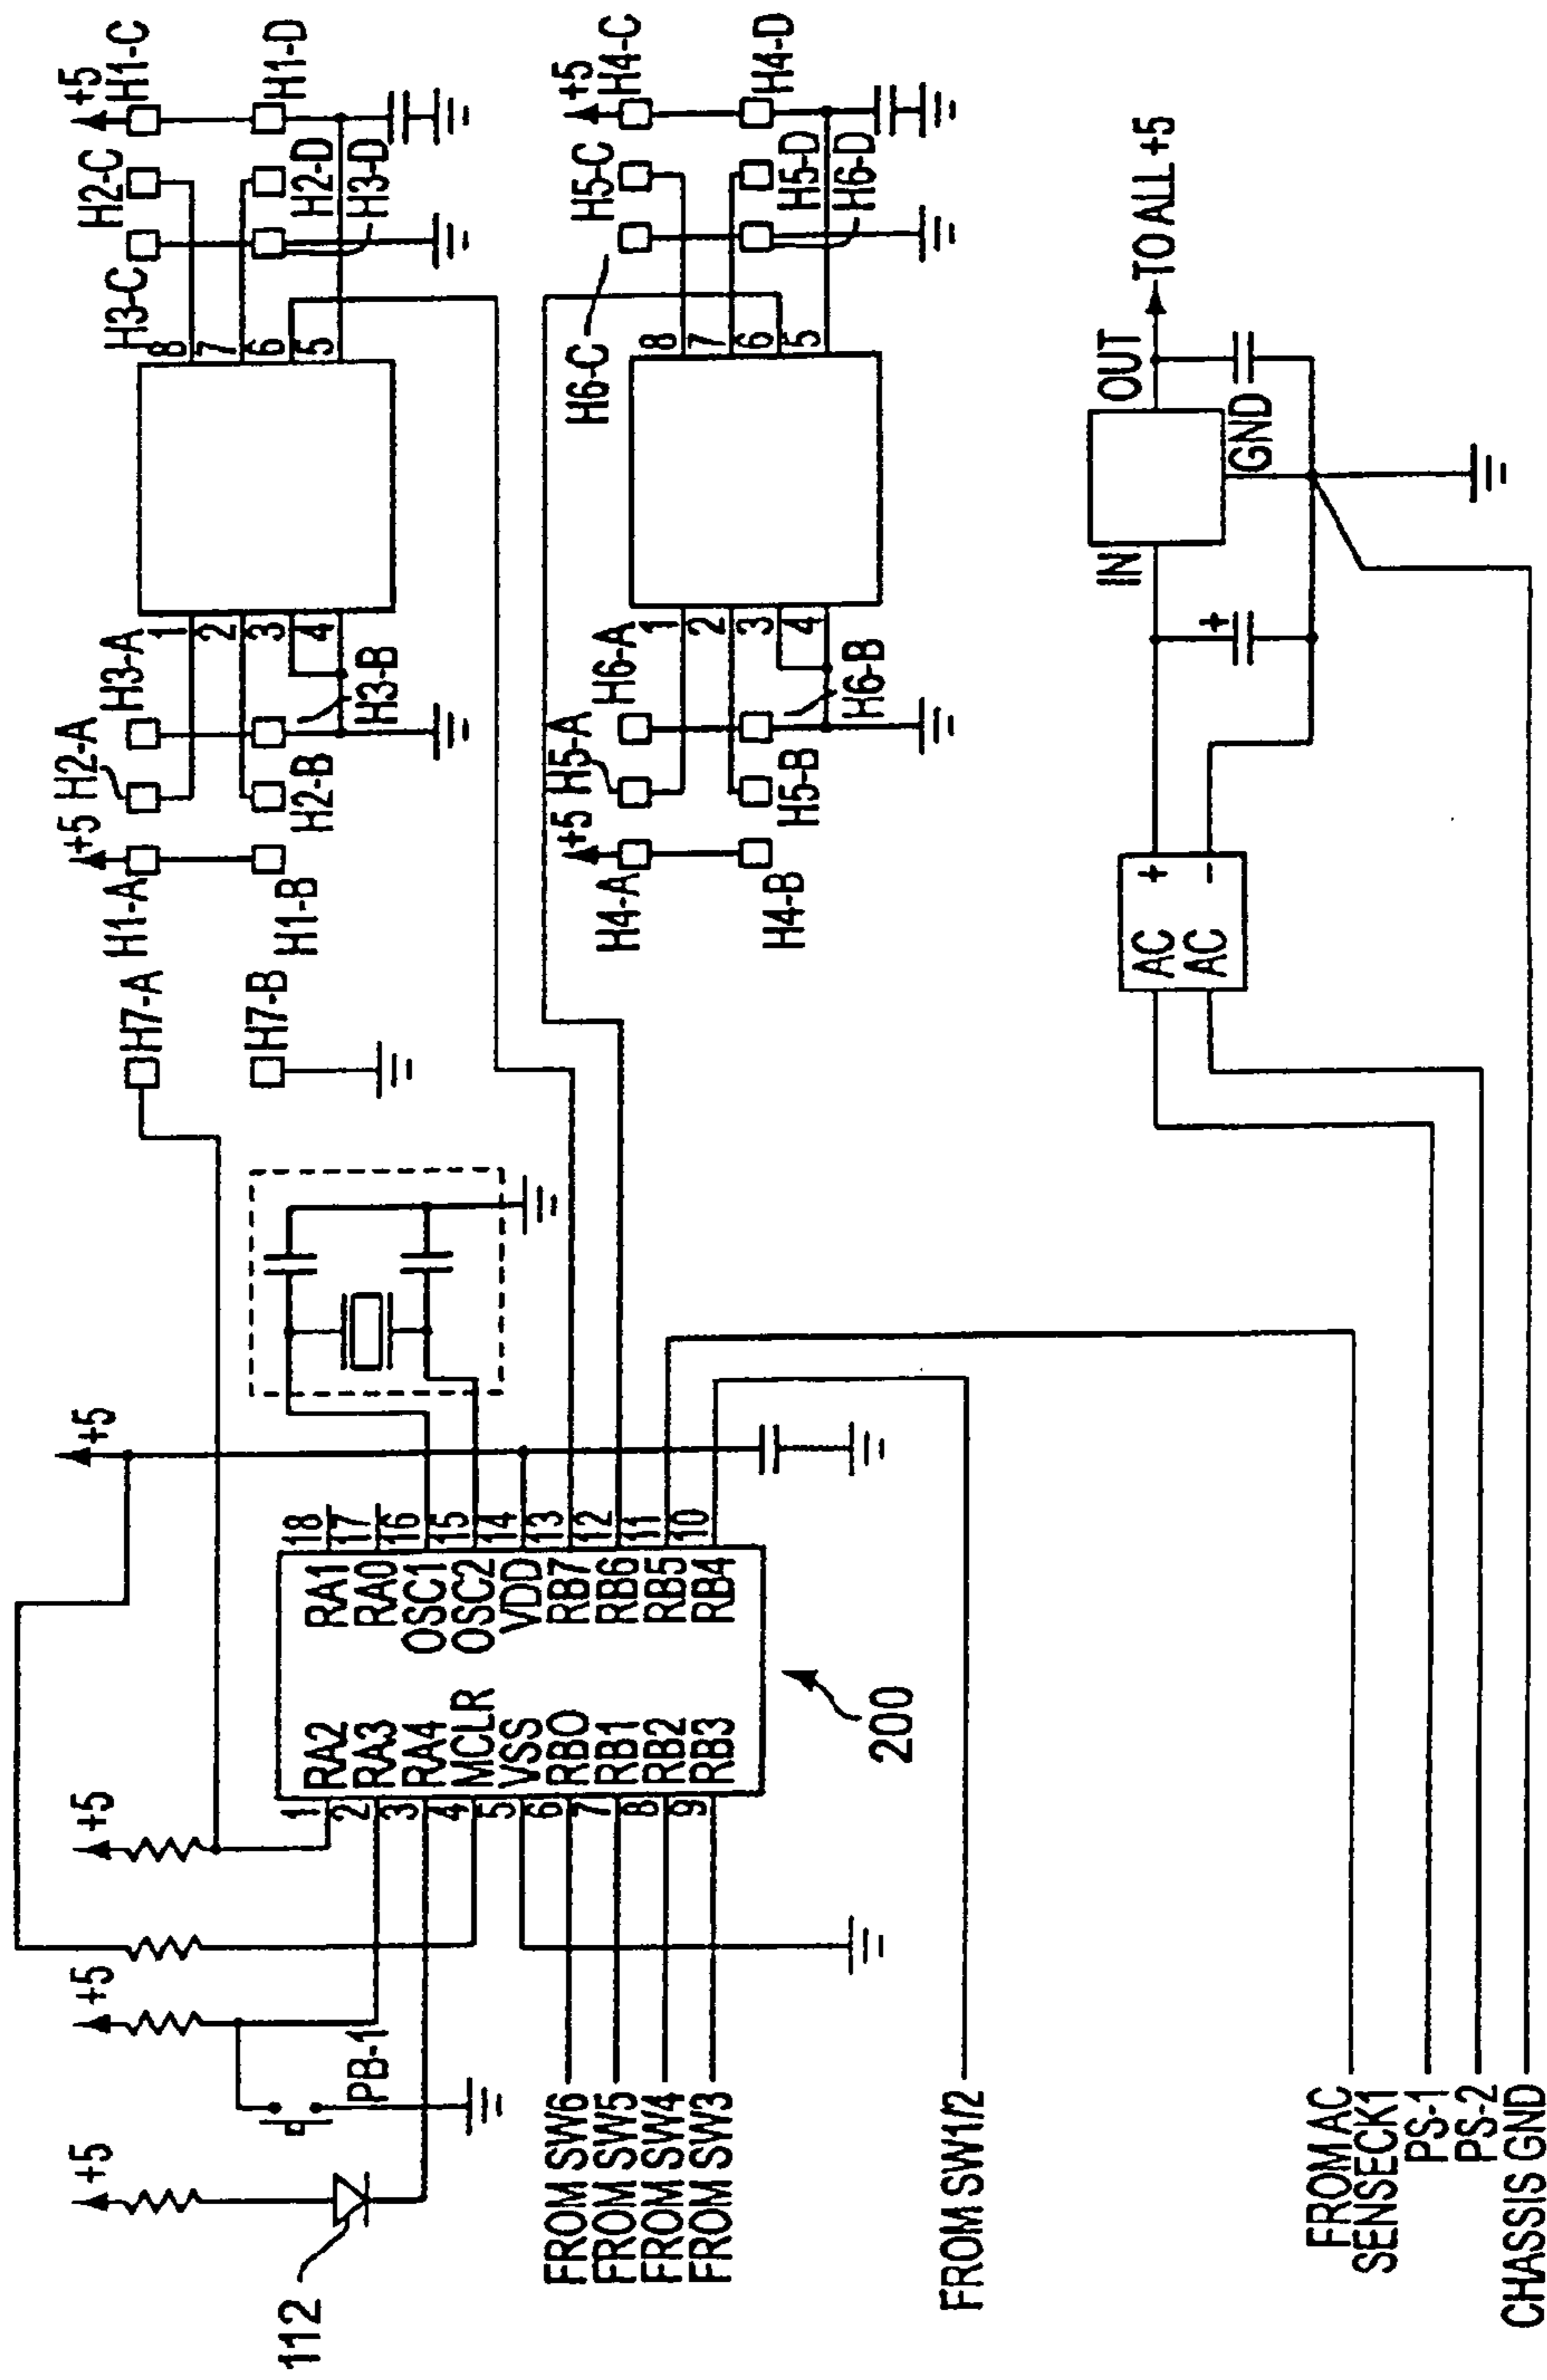 +5
+5
+5
+5
112
PB-1
1
2
3
4
5
6
7
8
9
RA2
RA3
RA4
MCLR
VSS
RBO
RB1
RB2
RB3
RA1
RA0
OSC1
OSC2
VDD
RB7
RB6
RB5
RB4
18
17
16
15
14
13
12
11
10
200
FROM SW6
FROM SW5
FROM SW4
FROM SW3
FROM SW1/2
FROM AC
SENSECK1
PS-1
PS-2
CHASSIS GND
H7-A
H7-B
H1-A
+5
H2-A
H3-A
H1-B
H2-B
H3-B
1
2
3
4
8
7
6
5
H3-C
H2-C
+5
H1-C
H3-D
H2-D
H1-D
H4-A
+5
H5-A
H6-A
H4-B
H5-B
H6-B
1
2
3
4
8
7
6
5
H6-C
H5-C
+5
H4-C
H6-D
H5-D
H4-D
AC
AC
+
-
+
IN
OUT
GND
TO ALL +5